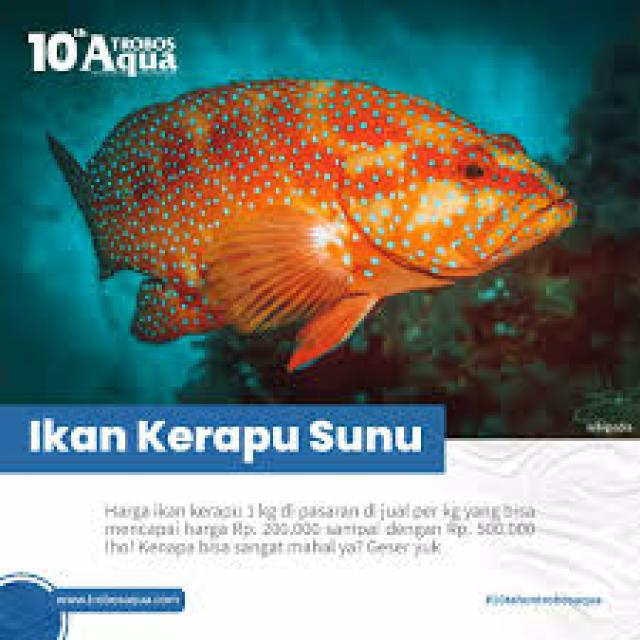 10th TROBOS
Aqua
wikipedia
Ikan Kerapu Sunu
Harga ikan kerapu 1 kg di pasaran di jual per kg yang bisa
mencapai harga Rp. 200.000 sampai dengan Rp. 500.000
lho! Kenapa bisa sangat mahal ya? Geser yuk
www.trobosaqua.com
#10tahuntrobosaqua